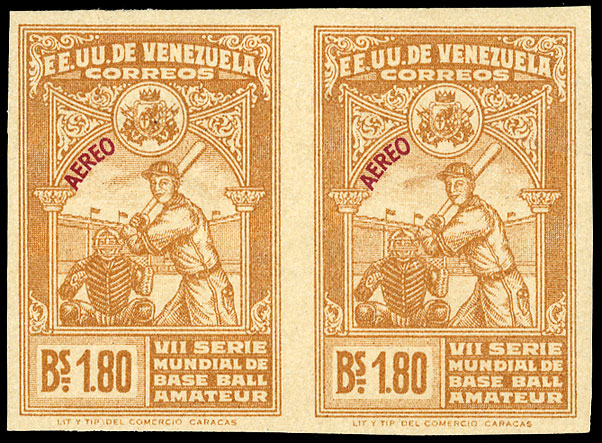 EE.UU. DE VENEZUELA
CORREOS
AEREO
Bs. 1.80
VII SERIE
MUNDIAL DE
BASE BALL
AMATEUR
LIT Y TIP. DEL COMERCIO CARACAS
EE.UU. DE VENEZUELA
CORREOS
AEREO
Bs. 1.80
VII SERIE
MUNDIAL DE
BASE BALL
AMATEUR
LIT Y TIP. DEL COMERCIO CARACAS